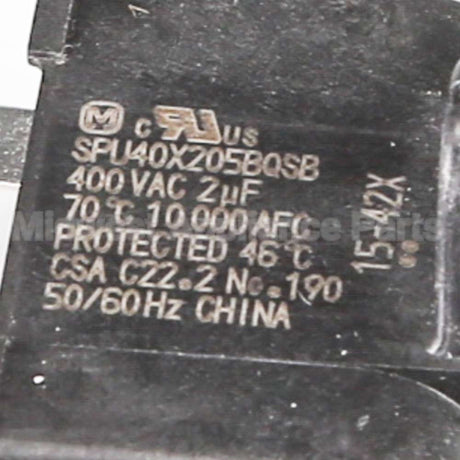 M c RU US
SPU40X205BQSB
400 VAC 2µF
70°C 10 000 AFC
PROTECTED 46°C
CSA C22.2 No. 190
50/60Hz CHINA
15-42X